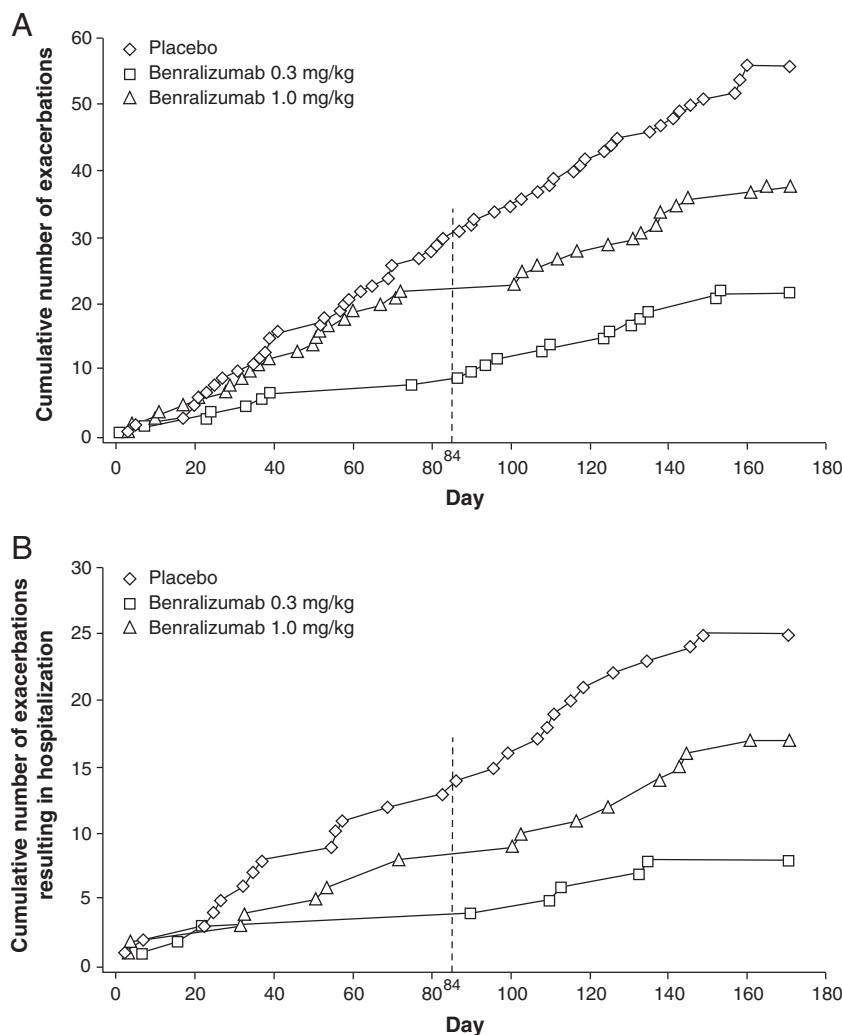 A
Cumulative number of exacerbations
60
50
40
30
20
10
0
Placebo
Benralizumab 0.3 mg/kg
Benralizumab 1.0 mg/kg
0 20 40 60 80 84 100 120 140 160 180
Day
B
Cumulative number of exacerbations
resulting in hospitalization
30
25
20
15
10
5
0
Placebo
Benralizumab 0.3 mg/kg
Benralizumab 1.0 mg/kg
0 20 40 60 80 84 100 120 140 160 180
Day